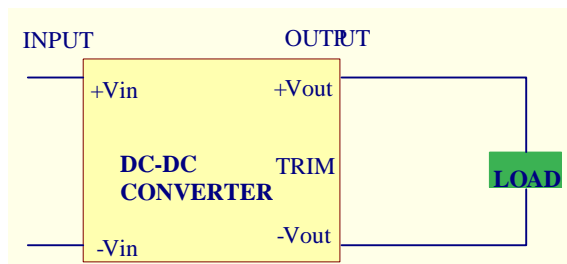 INPUT OUTPUT
+Vin +Vout
DC-DC TRIM
CONVERTER
LOAD
-Vin -Vout